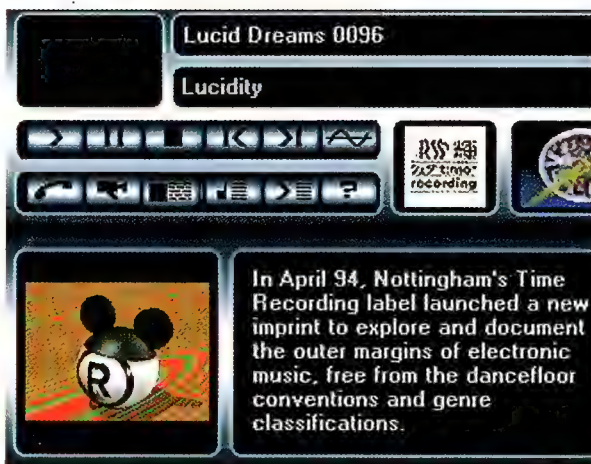 Lucid Dreams 0096
Lucidity
?
time
recording
R
In April 94, Nottingham's Time
Recording label launched a new
imprint to explore and document
the outer margins of electronic
music, free from the dancefloor
conventions and genre
classifications.